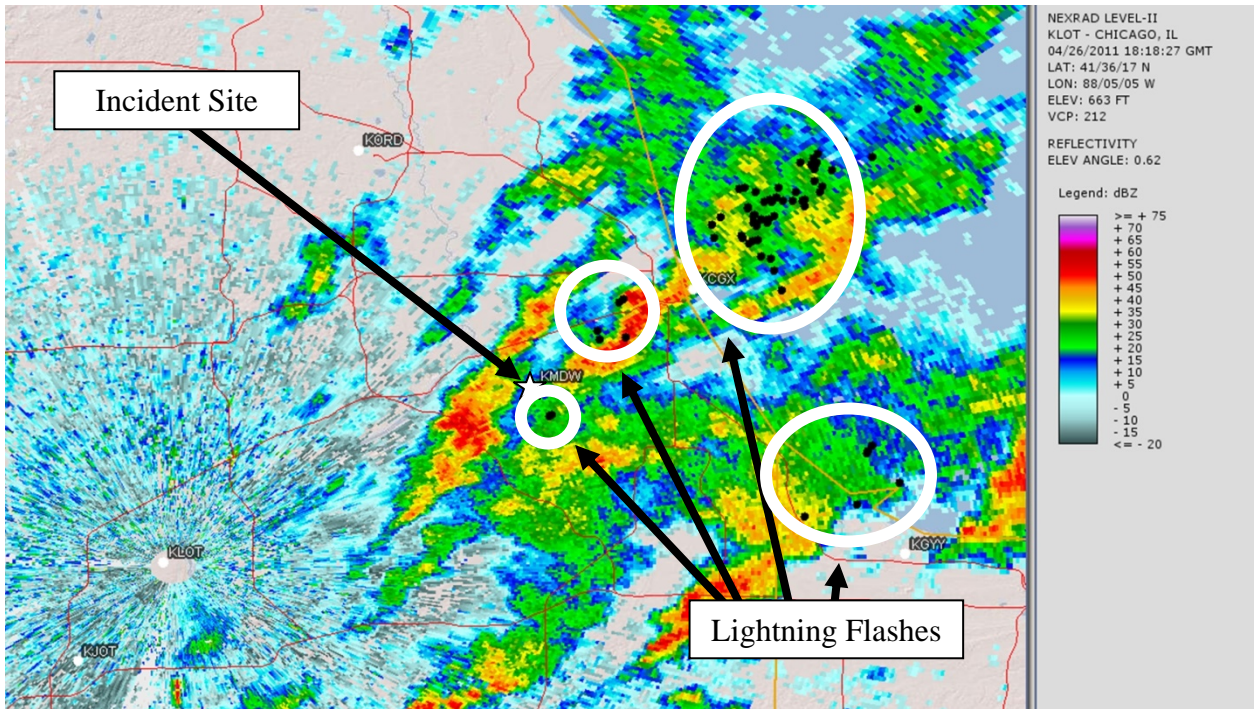 Incident Site
KORD
KCGX
KMDW
KLOT
KGYY
KJOT
Lightning Flashes
NEXRAD LEVEL-II
KLOT - CHICAGO, IL
04/26/2011 18:18:27 GMT
LAT: 41/36/17 N
LON: 88/05/05 W
ELEV: 663 FT
VCP: 212
REFLECTIVITY
ELEV ANGLE: 0.62
Legend: dBZ
>= + 75
+ 70
+ 65
+ 60
+ 55
+ 50
+ 45
+ 40
+ 35
+ 30
+ 25
+ 20
+ 15
+ 10
+ 5
0
- 5
- 10
- 15
<= - 20